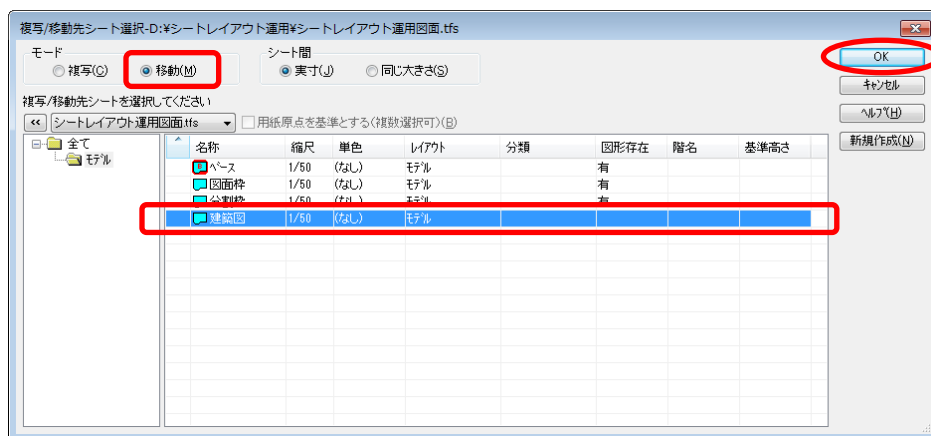 複写/移動先シート選択-D:¥シートレイアウト運用¥シートレイアウト運用図面.tfs
モード
複写(C) 移動(M)
シート間
実寸(J) 同じ大きさ(S)
OK
キャンセル
ヘルプ(H)
新規作成(N)
複写/移動先シートを選択してください
<< シートレイアウト運用図面.tfs 用紙原点を基準とする(複数選択可)(B)
全て
モデル
名称 縮尺 単色 レイアウト 分類 図形存在 階名 基準高さ
ベース 1/50 (なし) モデル 有
図面枠 1/50 (なし) モデル 有
分割枠 1/50 (なし) モデル 有
建築図 1/50 (なし) モデル